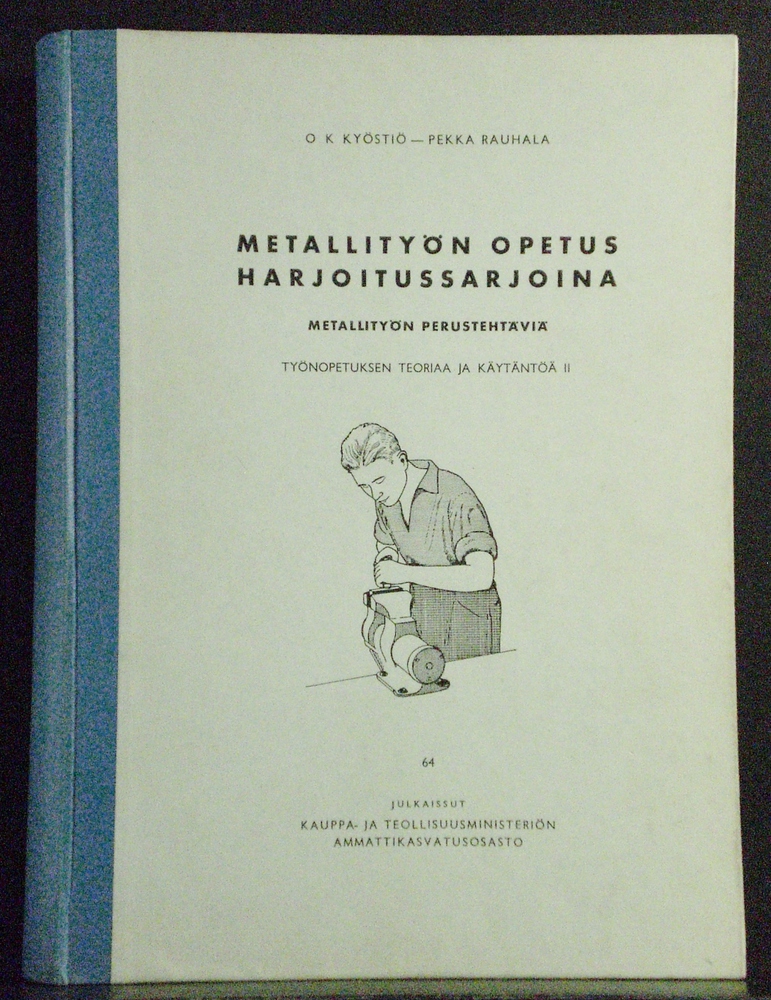 O K KYÖSTIÖ — PEKKA RAUHALA
METALLITYÖN OPETUS
HARJOITUSSARJOINA
METALLITYÖN PERUSTEHTÄVIÄ
TYÖNOPETUKSEN TEORIAA JA KÄYTÄNTÖÄ II
64
JULKAISSUT
KAUPPA- JA TEOLLISUUSMINISTERIÖN
AMMATTIKASVATUSOSASTO